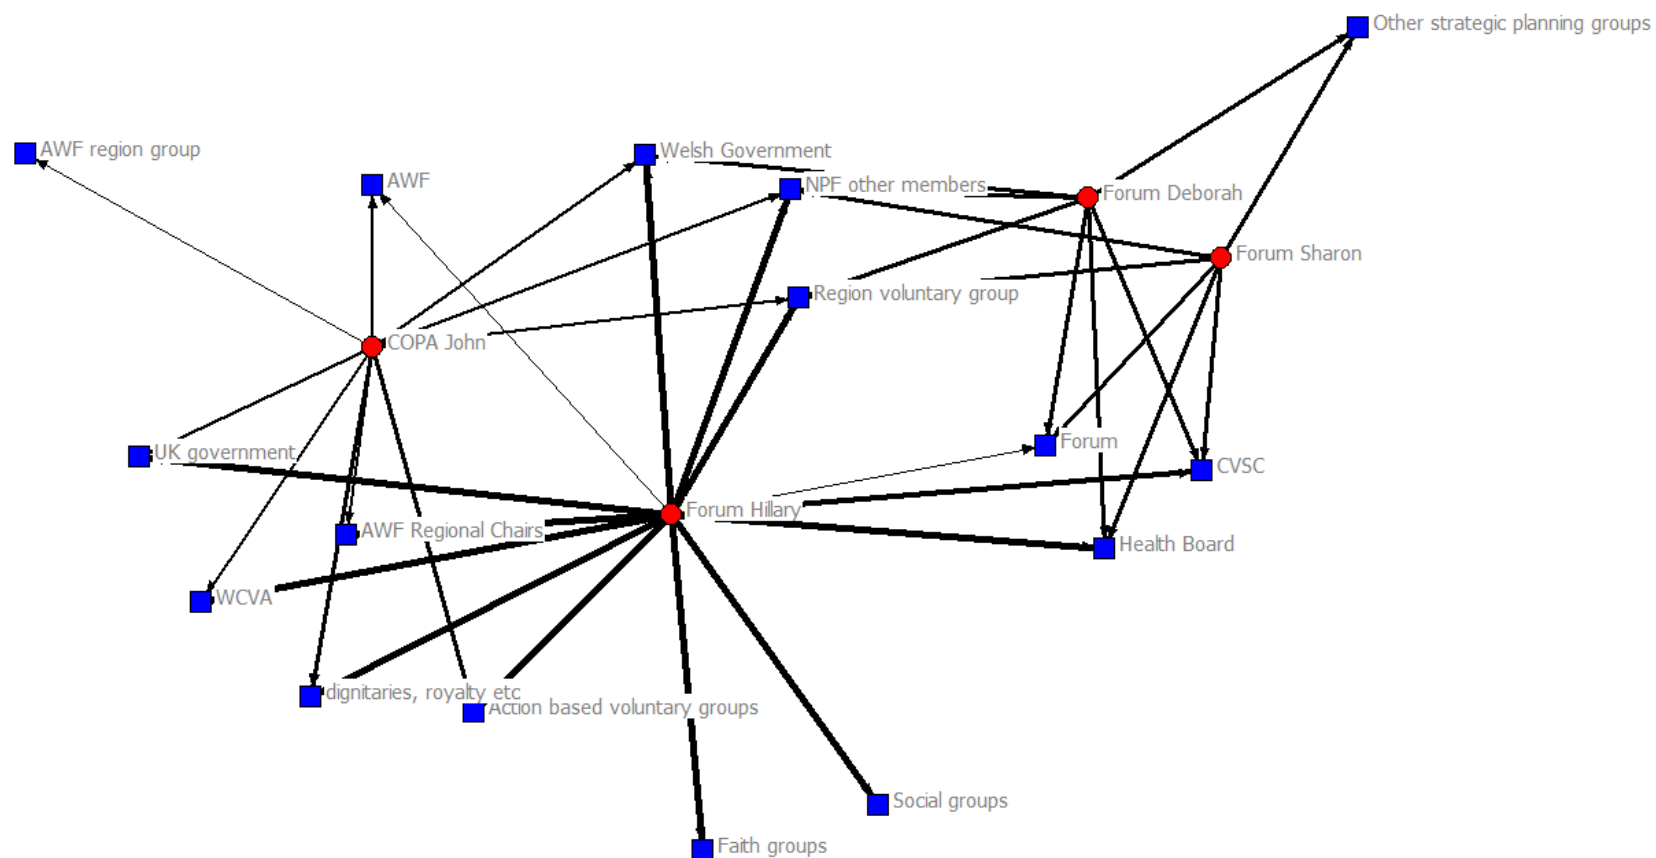 Other strategic planning groups
AWF region group
Welsh Government
AWF
NPF other members
Forum Deborah
Forum Sharon
Region voluntary group
COPA John
Forum
UK government
CVSC
Forum Hillary
AWF Regional Chairs
Health Board
WCVA
dignitaries, royalty etc
Action based voluntary groups
Social groups
Faith groups